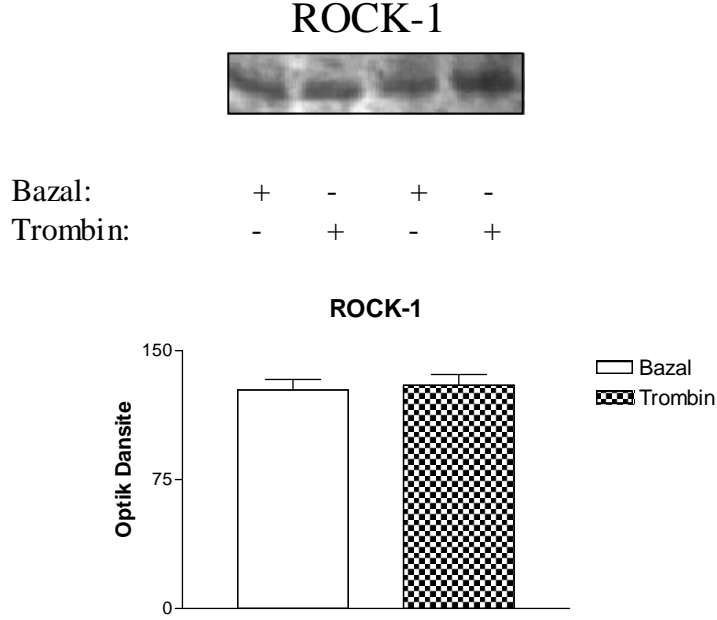 ROCK-1
Bazal: + - + -
Trombin: - + - +
ROCK-1
150
75
0
Optik Dansite
Bazal
Trombin